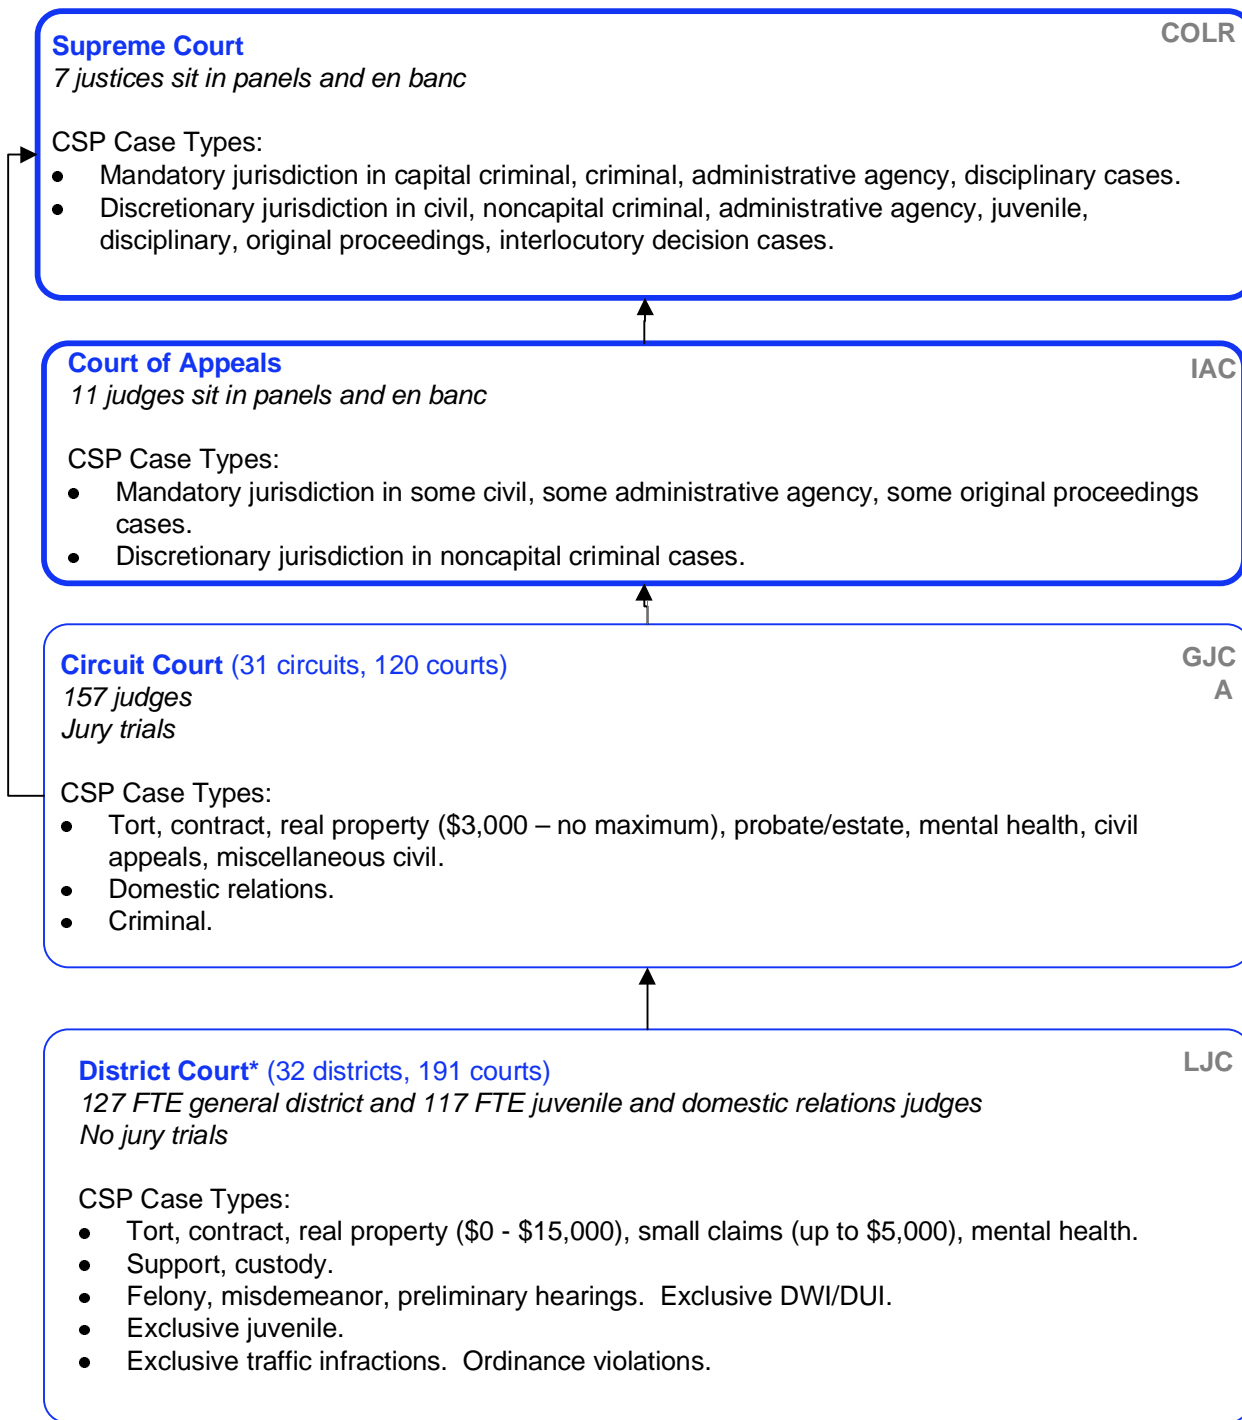 Supreme Court
COLR
7 justices sit in panels and en banc
CSP Case Types:
● Mandatory jurisdiction in capital criminal, criminal, administrative agency, disciplinary cases.
● Discretionary jurisdiction in civil, noncapital criminal, administrative agency, juvenile,
disciplinary, original proceedings, interlocutory decision cases.
Court of Appeals
IAC
11 judges sit in panels and en banc
CSP Case Types:
● Mandatory jurisdiction in some civil, some administrative agency, some original proceedings
cases.
● Discretionary jurisdiction in noncapital criminal cases.
Circuit Court (31 circuits, 120 courts)
GJC
A
157 judges
Jury trials
CSP Case Types:
● Tort, contract, real property ($3,000 – no maximum), probate/estate, mental health, civil
appeals, miscellaneous civil.
● Domestic relations.
● Criminal.
District Court* (32 districts, 191 courts)
LJC
127 FTE general district and 117 FTE juvenile and domestic relations judges
No jury trials
CSP Case Types:
● Tort, contract, real property ($0 - $15,000), small claims (up to $5,000), mental health.
● Support, custody.
● Felony, misdemeanor, preliminary hearings.  Exclusive DWI/DUI.
● Exclusive juvenile.
● Exclusive traffic infractions.  Ordinance violations.